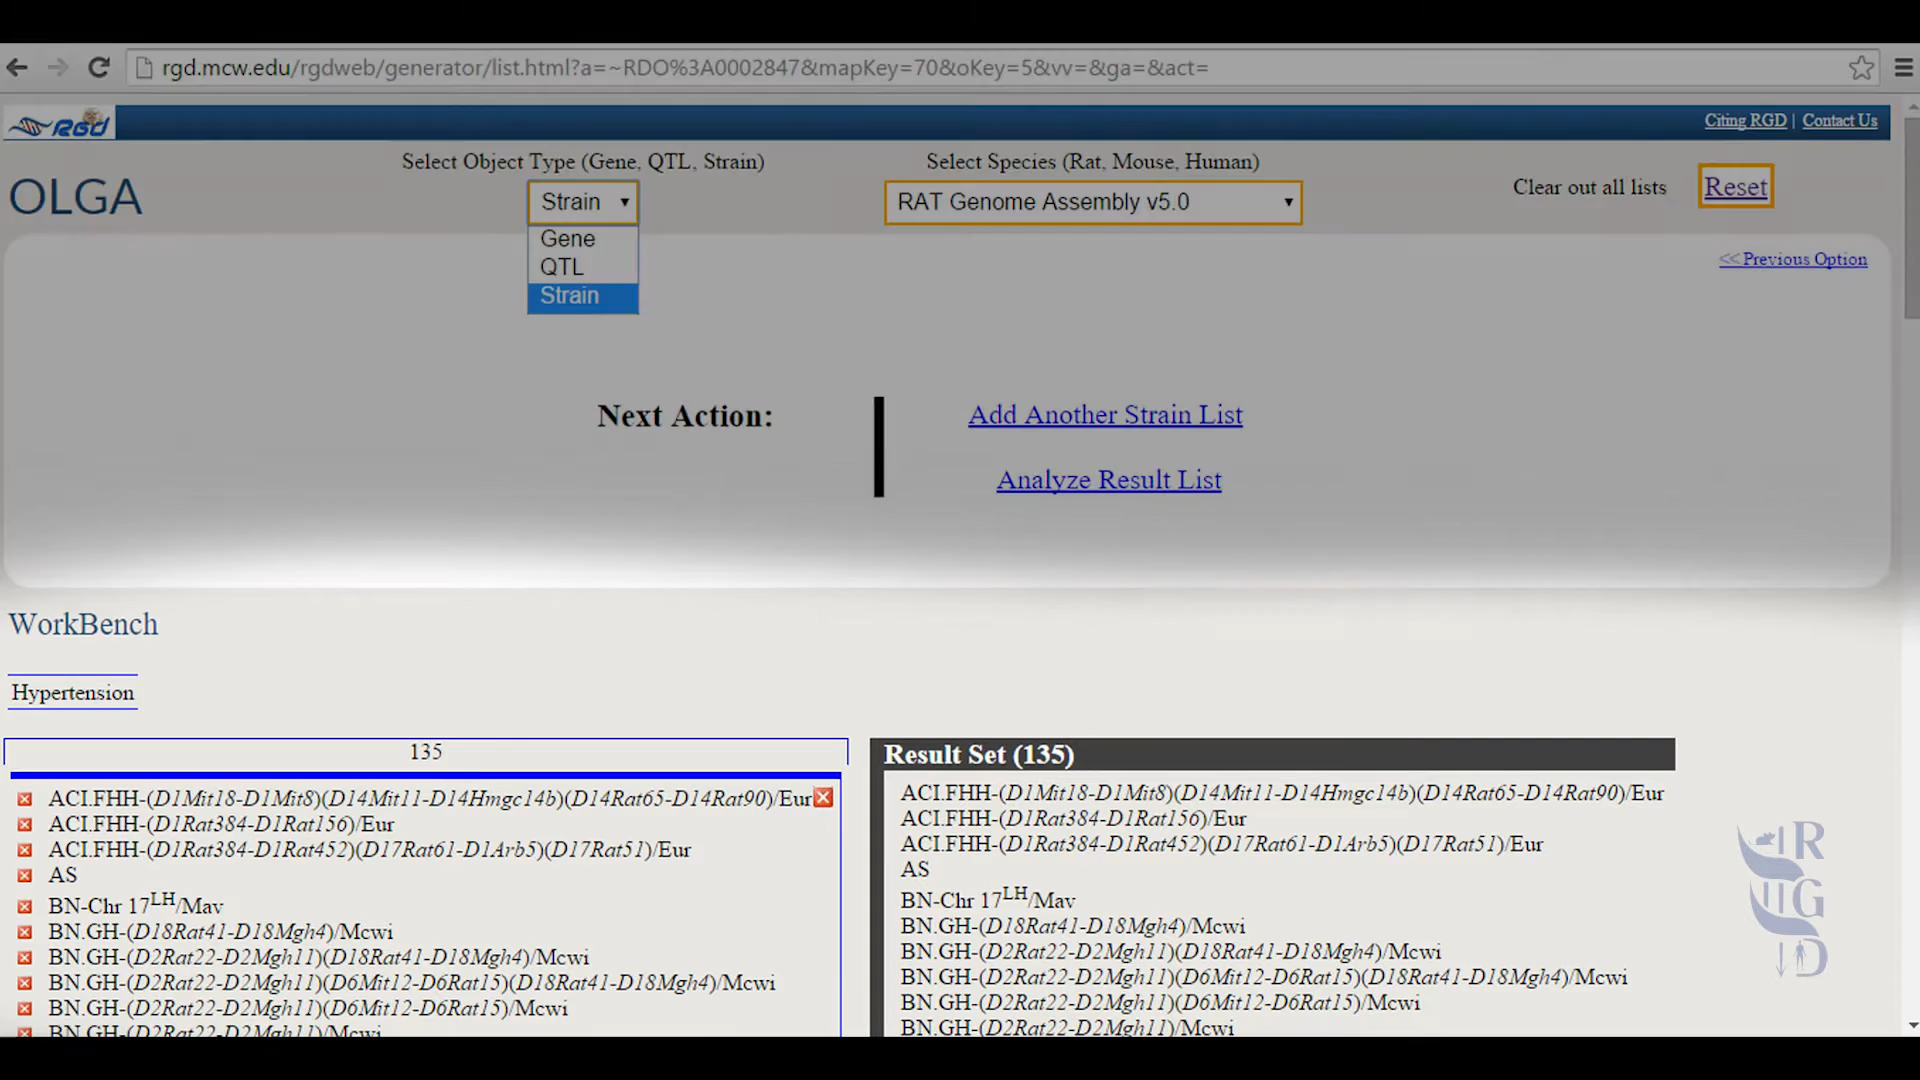 rgd.mcw.edu/rgdweb/generator/list.html?a=~RDO%3A0002847&mapKey=70&oKey=5&vv=&ga=&act=
RGD
Citing RGD | Contact Us
OLGA
Select Object Type (Gene, QTL, Strain)
Select Species (Rat, Mouse, Human)
Strain
RAT Genome Assembly v5.0
Clear out all lists
Reset
Gene
QTL
Strain
<< Previous Option
Next Action:
Add Another Strain List
Analyze Result List
WorkBench
Hypertension
135
ACI.FHH-(D1Mit18-D1Mit8)(D14Mit11-D14Hmgc14b)(D14Rat65-D14Rat90)/Eur
ACI.FHH-(D1Rat384-D1Rat156)/Eur
ACI.FHH-(D1Rat384-D1Rat452)(D17Rat61-D1Arb5)(D17Rat51)/Eur
AS
BN-Chr 17LH/Mav
BN.GH-(D18Rat41-D18Mgh4)/Mcwi
BN.GH-(D2Rat22-D2Mgh11)(D18Rat41-D18Mgh4)/Mcwi
BN.GH-(D2Rat22-D2Mgh11)(D6Mit12-D6Rat15)(D18Rat41-D18Mgh4)/Mcwi
BN.GH-(D2Rat22-D2Mgh11)(D6Mit12-D6Rat15)/Mcwi
BN.GH-(D2Rat22-D2Mgh11)/Mcwi
Result Set (135)
ACI.FHH-(D1Mit18-D1Mit8)(D14Mit11-D14Hmgc14b)(D14Rat65-D14Rat90)/Eur
ACI.FHH-(D1Rat384-D1Rat156)/Eur
ACI.FHH-(D1Rat384-D1Rat452)(D17Rat61-D1Arb5)(D17Rat51)/Eur
AS
BN-Chr 17LH/Mav
BN.GH-(D18Rat41-D18Mgh4)/Mcwi
BN.GH-(D2Rat22-D2Mgh11)(D18Rat41-D18Mgh4)/Mcwi
BN.GH-(D2Rat22-D2Mgh11)(D6Mit12-D6Rat15)(D18Rat41-D18Mgh4)/Mcwi
BN.GH-(D2Rat22-D2Mgh11)(D6Mit12-D6Rat15)/Mcwi
BN.GH-(D2Rat22-D2Mgh11)/Mcwi
R
G
D